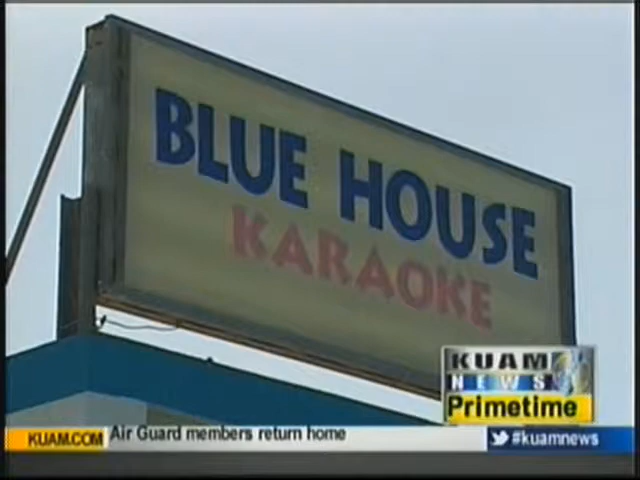 BLUE HOUSE
KARAOKE
KUAM
NEWS
Primetime
KUAM.COM Air Guard members return home #kuamnews